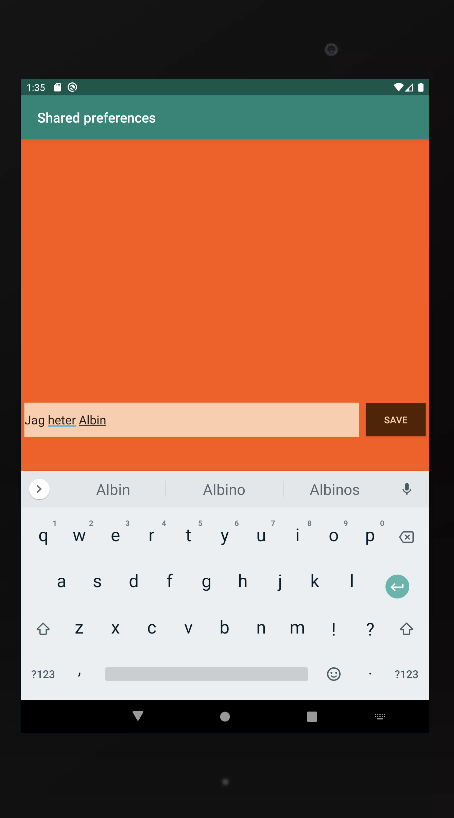 1:35
Shared preferences
Jag heter Albin
SAVE
Albin Albino Albinos
1 2 3 4 5 6 7 8 9 0
q w e r t y u i o p
a s d f g h j k l
z x c v b n m ! ?
?123 , . ?123